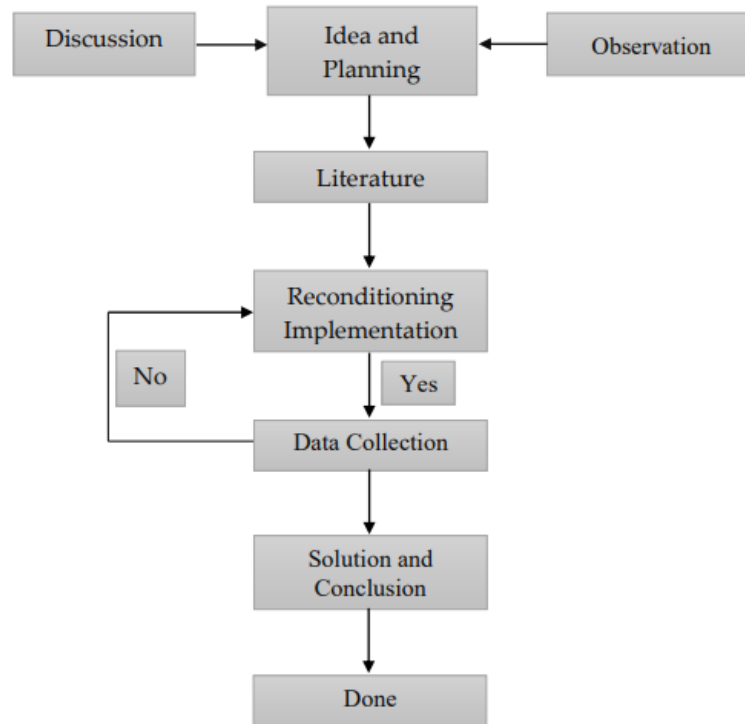 Discussion
Idea and
Planning
Observation
Literature
Reconditioning
Implementation
No
Yes
Data Collection
Solution and
Conclusion
Done